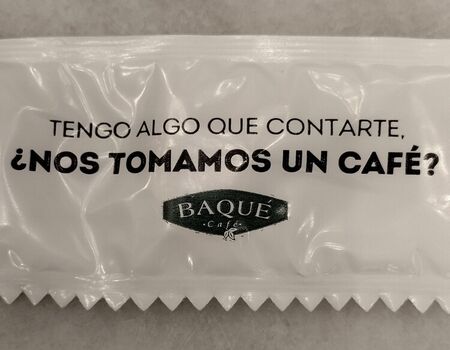 TENGO ALGO QUE CONTARTE,
¿NOS TOMAMOS UN CAFÉ?
BAQUÉ
·Café·